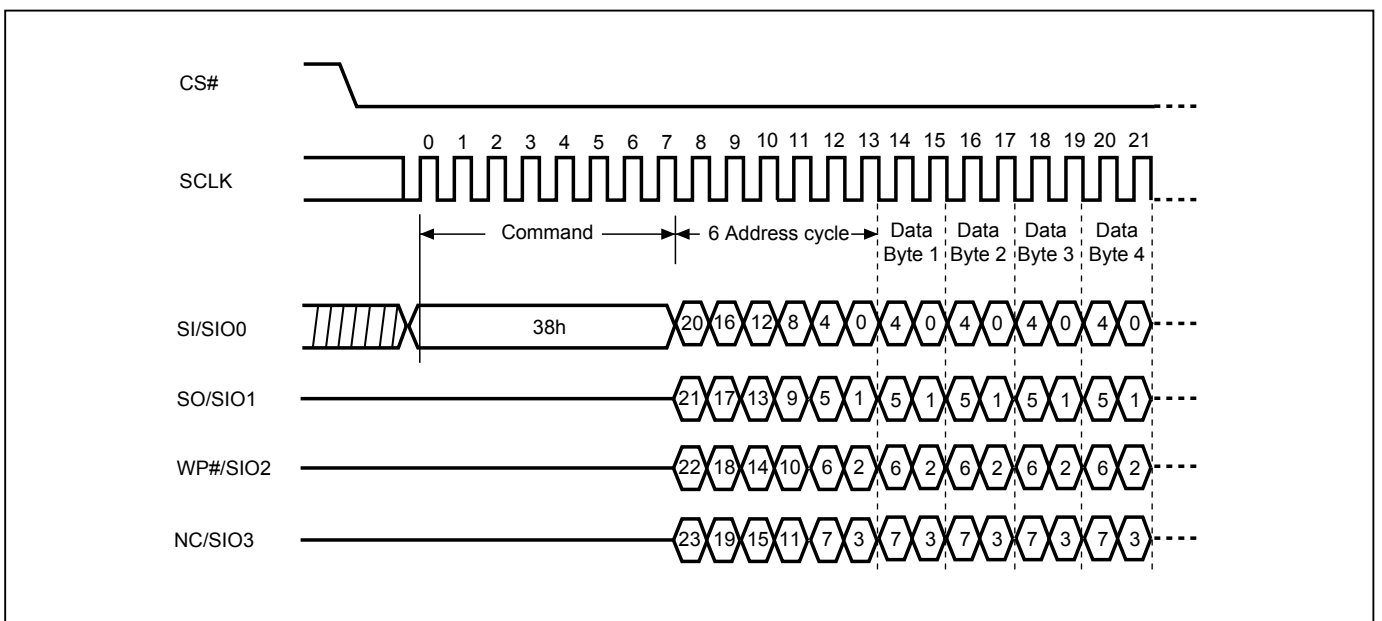 CS#
0 1 2 3 4 5 6 7 8 9 10 11 12 13 14 15 16 17 18 19 20 21
SCLK
Command 6 Address cycle Data Byte 1 Data Byte 2 Data Byte 3 Data Byte 4
SI/SIO0 38h 20 16 12 8 4 0 4 0 4 0 4 0 4 0
SO/SIO1 21 17 13 9 5 1 5 1 5 1 5 1 5 1
WP#/SIO2 22 18 14 10 6 2 6 2 6 2 6 2 6 2
NC/SIO3 23 19 15 11 7 3 7 3 7 3 7 3 7 3